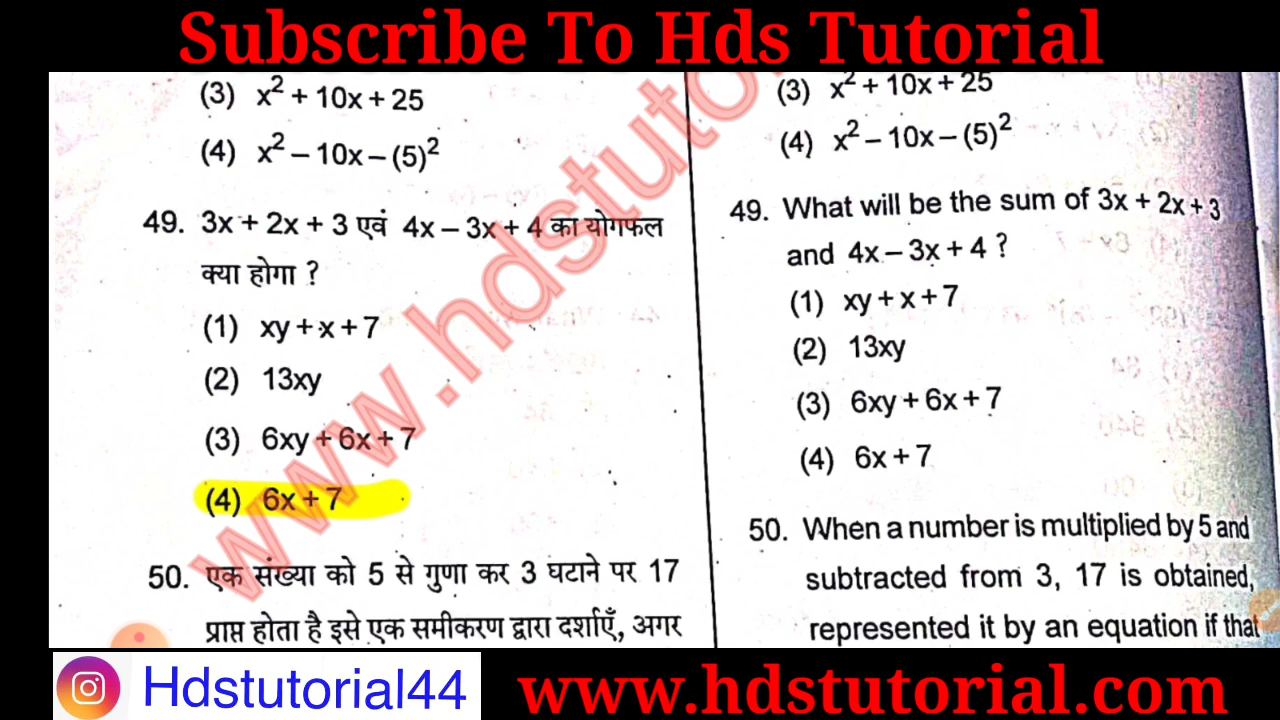 Subscribe To Hds Tutorial
(3) x² + 10x + 25
(4) x² – 10x – (5)²
49. 3x + 2x + 3 एवं 4x – 3x + 4 का योगफल
क्या होगा ?
(1) xy + x + 7
(2) 13xy
(3) 6xy + 6x + 7
(4) 6x + 7
50. एक संख्या को 5 से गुणा कर 3 घटाने पर 17
प्राप्त होता है इसे एक समीकरण द्वारा दर्शाएँ, अगर
(3) x² + 10x + 25
(4) x² – 10x – (5)²
49. What will be the sum of 3x + 2x + 3
and 4x – 3x + 4 ?
(1) xy + x + 7
(2) 13xy
(3) 6xy + 6x + 7
(4) 6x + 7
50. When a number is multiplied by 5 and
subtracted from 3, 17 is obtained,
represented it by an equation if that
www.hdstuto
Hdstutorial44
www.hdstutorial.com